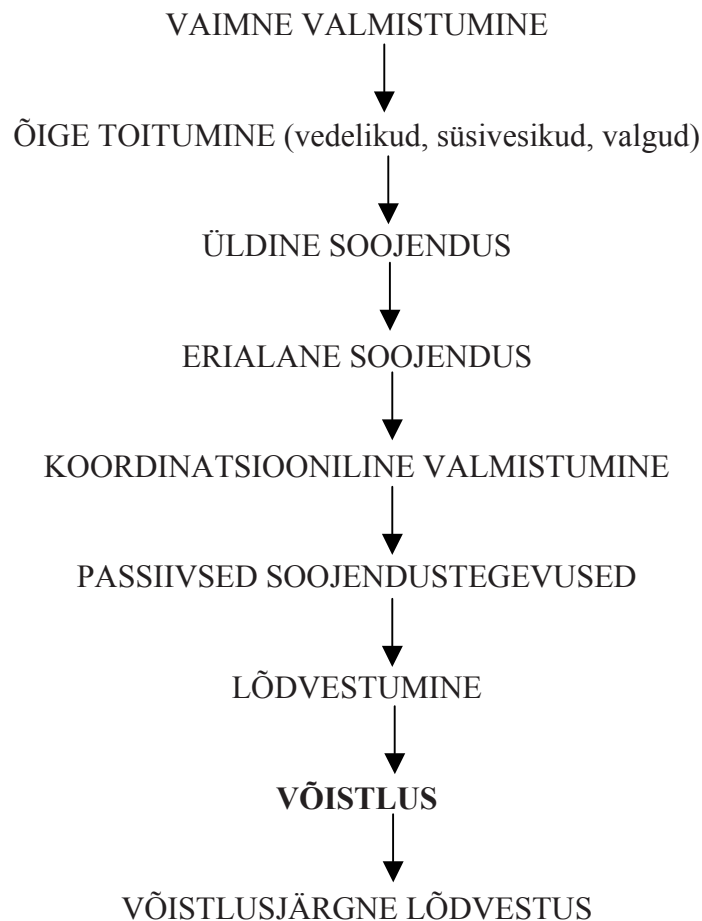 VAIMNE VALMISTUMINE
ÕIGE TOITUMINE (vedelikud, süsivesikud, valgud)
ÜLDINE SOOJENDUS
ERIALANE SOOJENDUS
KOORDINATSIOONILINE VALMISTUMINE
PASSIIVSED SOOJENDUSTEGEVUSED
LÕDVESTUMINE
VÕISTLUS
VÕISTLUSJÄRGNE LÕDVESTUS